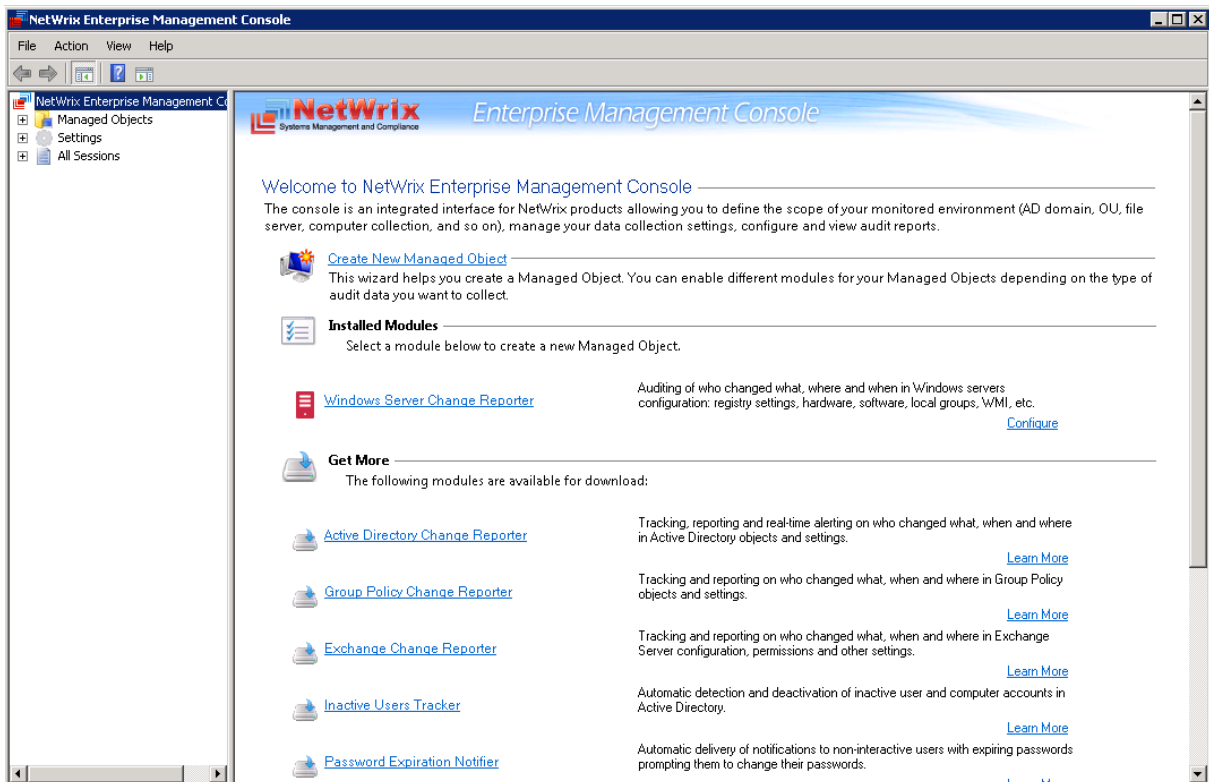 NetWrix Enterprise Management Console
File Action View Help
NetWrix Enterprise Management Co
Managed Objects
Settings
All Sessions
NetWrix
Systems Management and Compliance
Enterprise Management Console
Welcome to NetWrix Enterprise Management Console
The console is an integrated interface for NetWrix products allowing you to define the scope of your monitored environment (AD domain, OU, file
server, computer collection, and so on), manage your data collection settings, configure and view audit reports.
Create New Managed Object
This wizard helps you create a Managed Object. You can enable different modules for your Managed Objects depending on the type of
audit data you want to collect.
Installed Modules
Select a module below to create a new Managed Object.
Windows Server Change Reporter
Auditing of who changed what, where and when in Windows servers
configuration: registry settings, hardware, software, local groups, WMI, etc.
Configure
Get More
The following modules are available for download:
Active Directory Change Reporter
Tracking, reporting and real-time alerting on who changed what, when and where
in Active Directory objects and settings.
Learn More
Group Policy Change Reporter
Tracking and reporting on who changed what, when and where in Group Policy
objects and settings.
Learn More
Exchange Change Reporter
Tracking and reporting on who changed what, when and where in Exchange
Server configuration, permissions and other settings.
Learn More
Inactive Users Tracker
Automatic detection and deactivation of inactive user and computer accounts in
Active Directory.
Learn More
Password Expiration Notifier
Automatic delivery of notifications to non-interactive users with expiring passwords
prompting them to change their passwords.